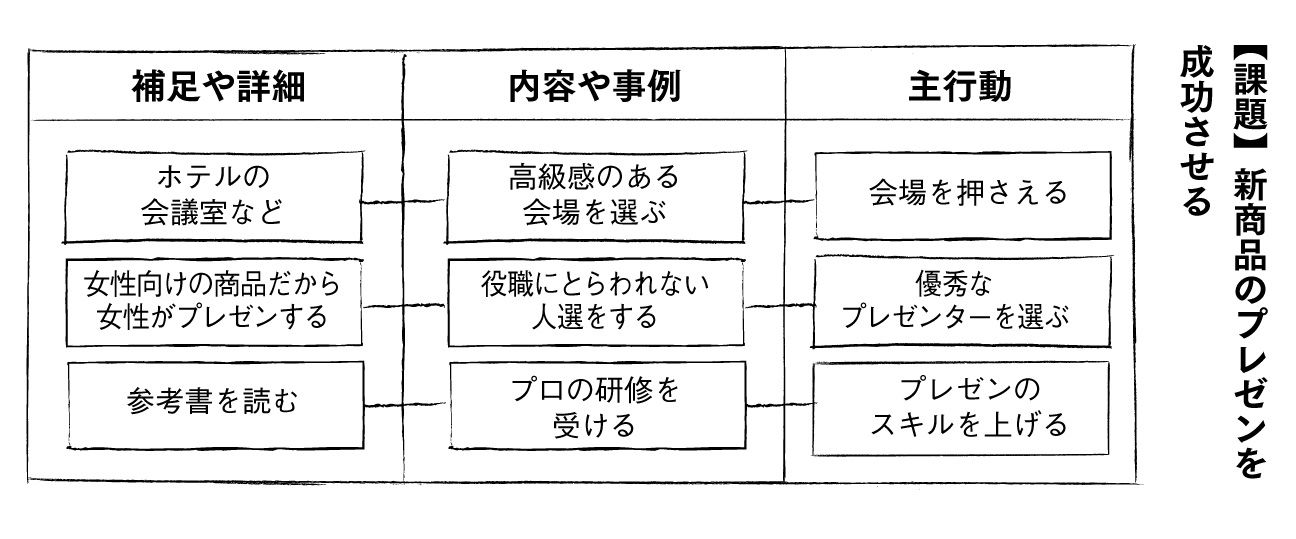 【課題】新商品のプレゼンを
成功させる
主行動
内容や事例
補足や詳細
会場を押さえる
高級感のある
会場を選ぶ
ホテルの
会議室など
優秀な
プレゼンターを選ぶ
役職にとらわれない
人選をする
女性向けの商品だから
女性がプレゼンする
プレゼンの
スキルを上げる
プロの研修を
受ける
参考書を読む